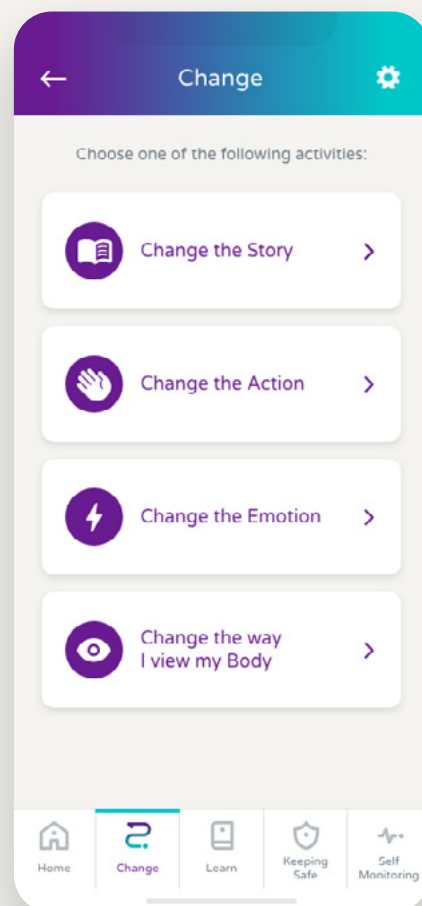 Change
Choose one of the following activities:
Change the Story
Change the Action
Change the Emotion
Change the way
I view my Body
Home
Change
Learn
Keeping
Safe
Self
Monitoring